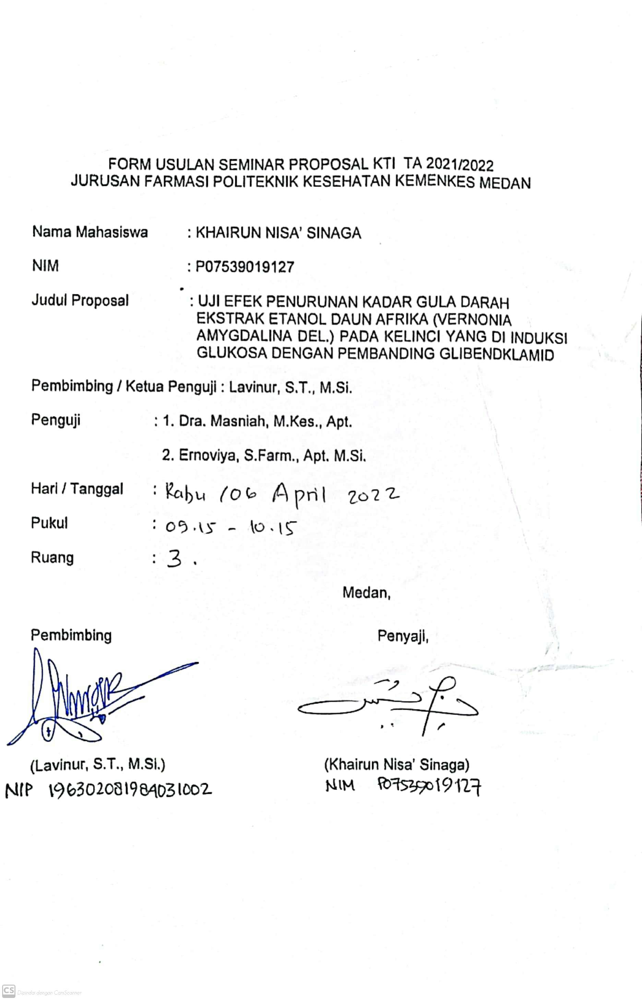 FORM USULAN SEMINAR PROPOSAL KTI TA 2021/2022
JURUSAN FARMASI POLITEKNIK KESEHATAN KEMENKES MEDAN
Nama Mahasiswa : KHAIRUN NISA' SINAGA
NIM : P07539019127
Judul Proposal : UJI EFEK PENURUNAN KADAR GULA DARAH
EKSTRAK ETANOL DAUN AFRIKA (VERNONIA
AMYGDALINA DEL.) PADA KELINCI YANG DI INDUKSI
GLUKOSA DENGAN PEMBANDING GLIBENDKLAMID
Pembimbing / Ketua Penguji : Lavinur, S.T., M.Si.
Penguji : 1. Dra. Masniah, M.Kes., Apt.
2. Ernoviya, S.Farm., Apt. M.Si.
Hari / Tanggal : Rabu / 06 April 2022
Pukul : 09.15 - 10.15
Ruang : 3.
Medan,
Pembimbing Penyaji,
(Lavinur, S.T., M.Si.) (Khairun Nisa' Sinaga)
NIP 196302081984031002 NIM P07539019127
CS Dipindai dengan CamScanner